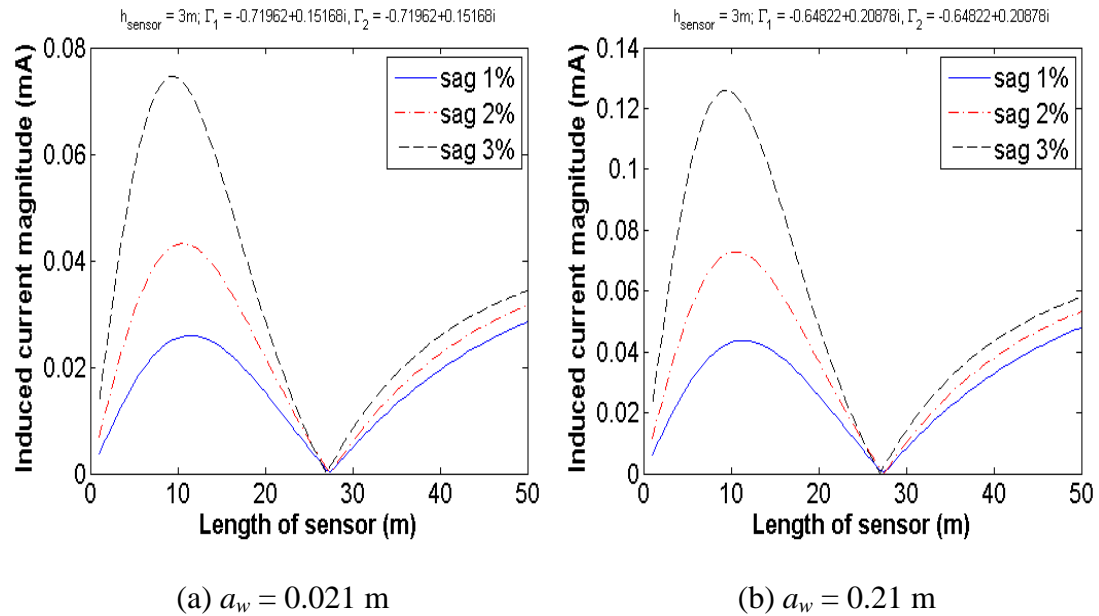 h_sensor = 3m; Γ₁ = -0.71962+0.15168i, Γ₂ = -0.71962+0.15168i
Induced current magnitude (mA)
0.08
0.06
0.04
0.02
0
sag 1%
sag 2%
sag 3%
0 10 20 30 40 50
Length of sensor (m)
(a) a_w = 0.021 m
h_sensor = 3m; Γ₁ = -0.64822+0.20878i, Γ₂ = -0.64822+0.20878i
Induced current magnitude (mA)
0.14
0.12
0.1
0.08
0.06
0.04
0.02
0
sag 1%
sag 2%
sag 3%
0 10 20 30 40 50
Length of sensor (m)
(b) a_w = 0.21 m